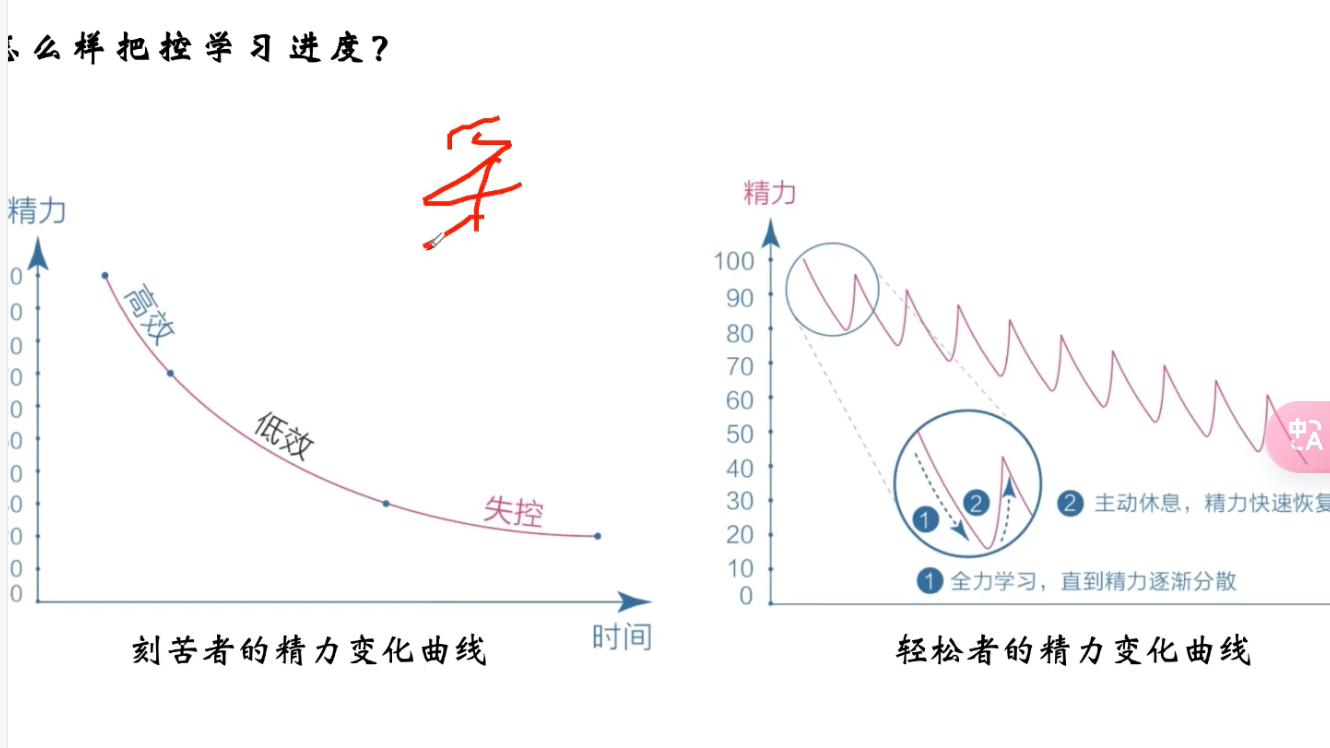 么样把控学习进度?
精力
高效
低效
失控
时间
刻苦者的精力变化曲线
精力
100
90
80
70
60
50
40
30
20
10
0
1
2
2 主动休息，精力快速恢复
1 全力学习，直到精力逐渐分散
轻松者的精力变化曲线